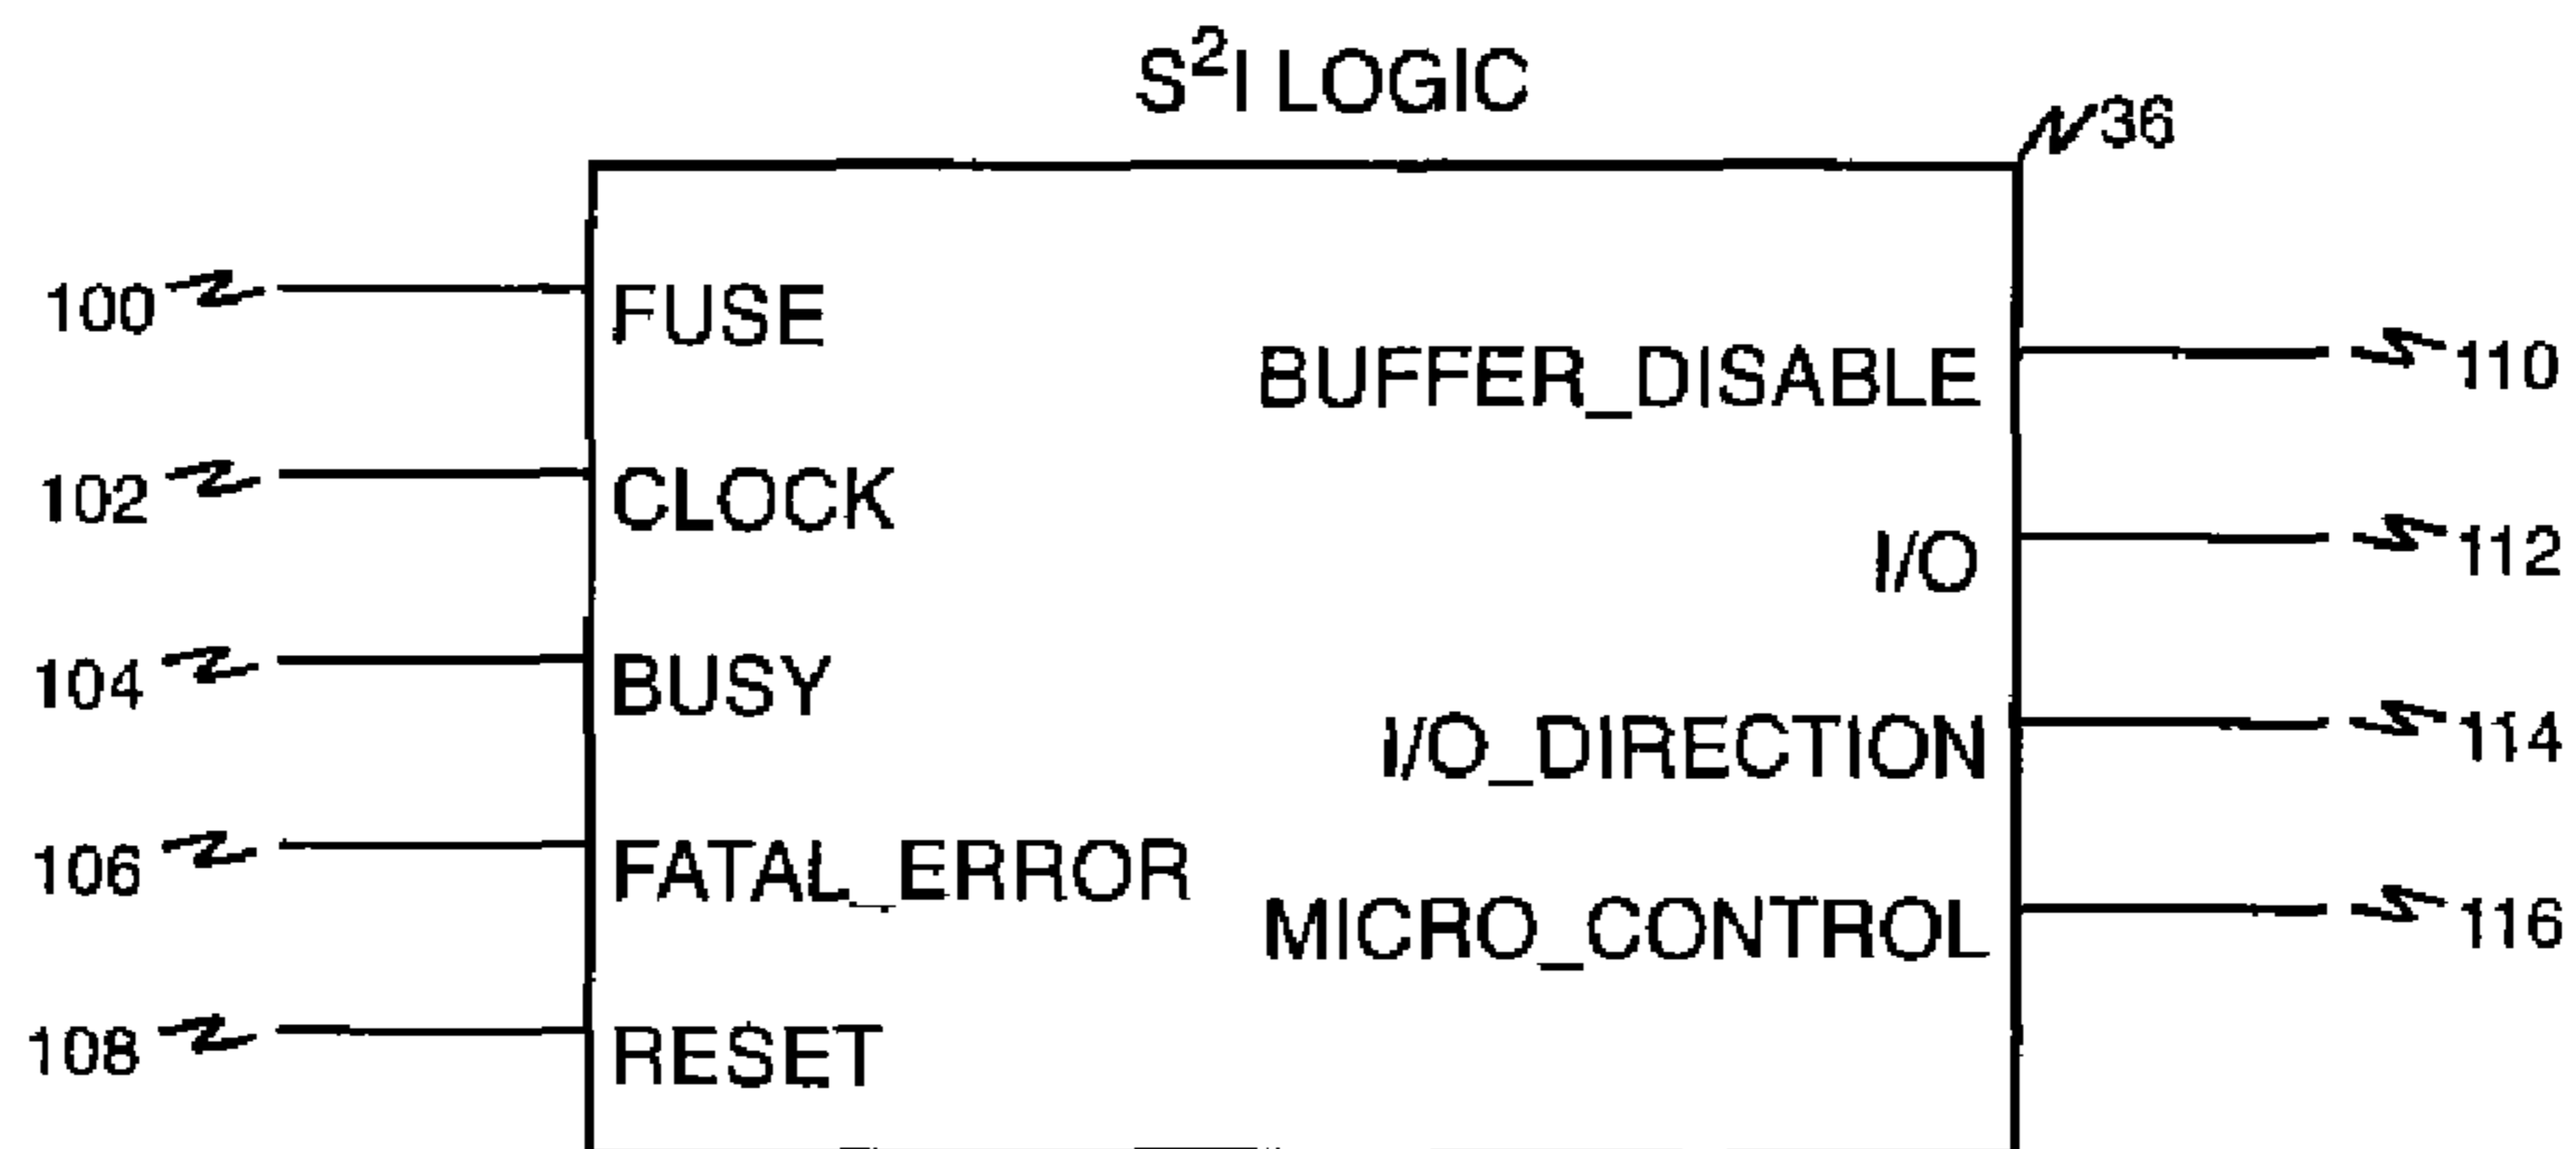 S²I LOGIC
36
100 FUSE
BUFFER_DISABLE 110
102 CLOCK
I/O 112
104 BUSY
I/O_DIRECTION 114
106 FATAL_ERROR
MICRO_CONTROL 116
108 RESET